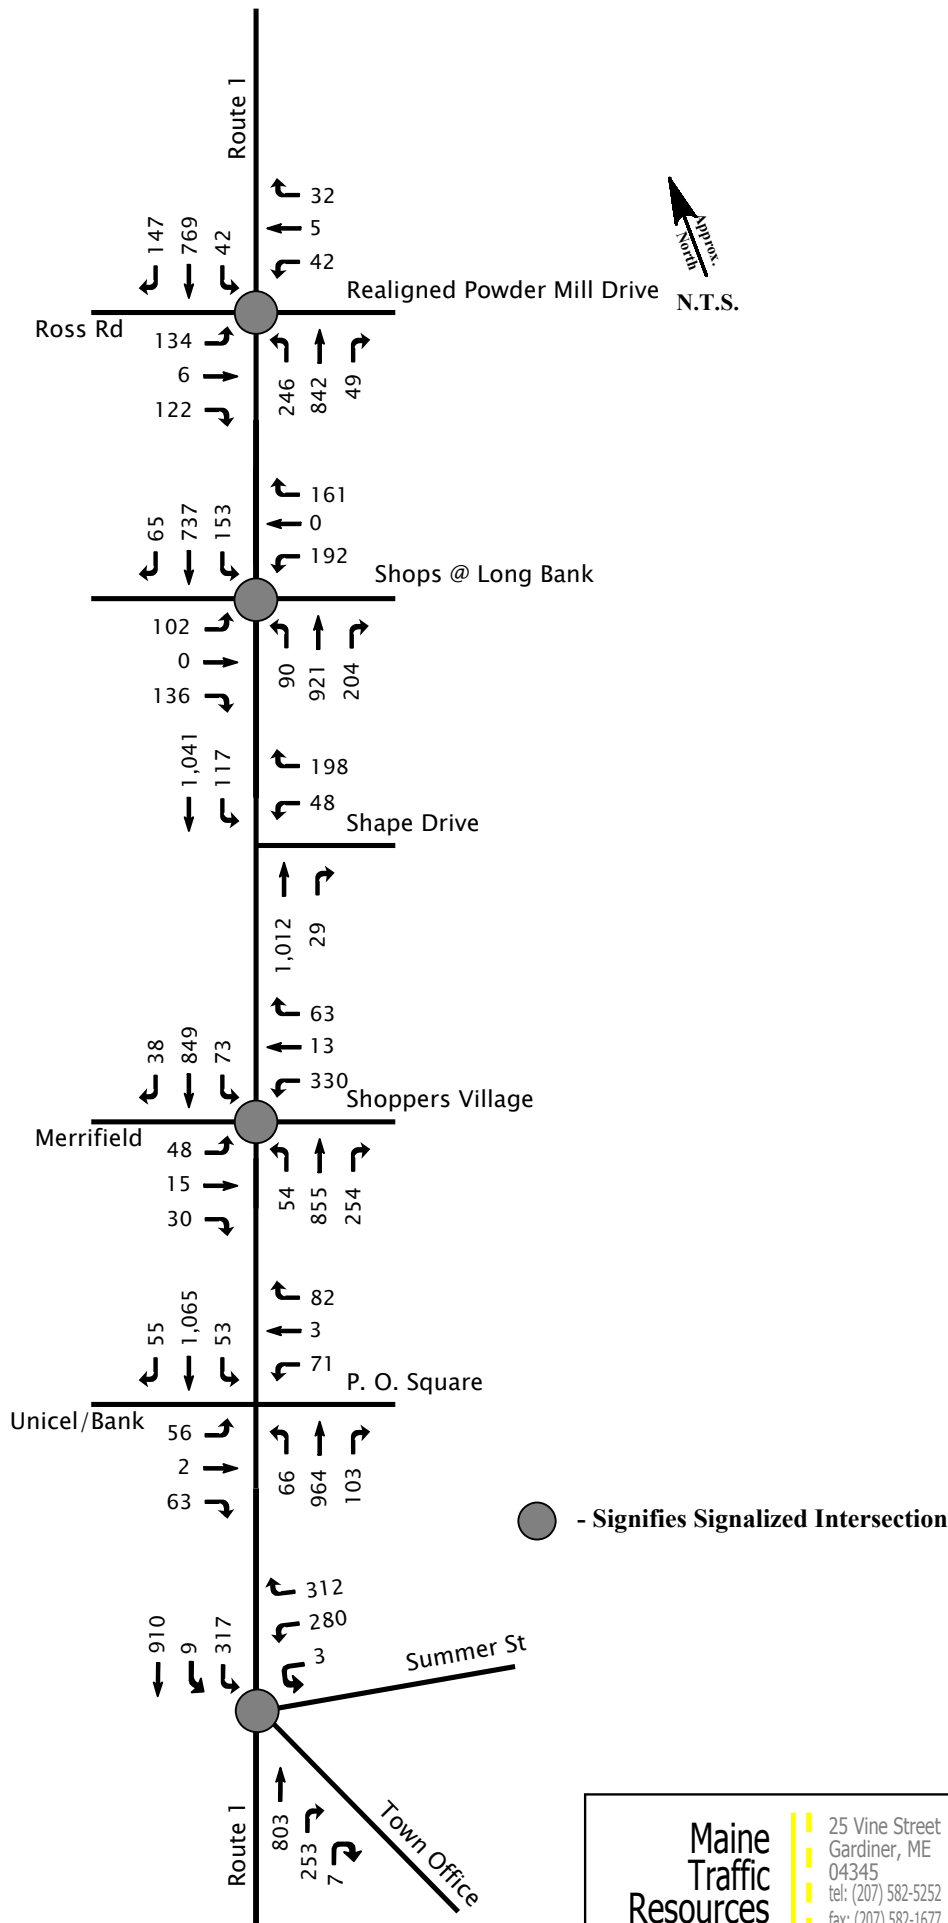 Route 1
32
5
42
147
769
42
Approx.
North
N.T.S.
Realigned Powder Mill Drive
Ross Rd
134
6
122
246
842
49
161
0
192
65
737
153
Shops @ Long Bank
102
0
136
90
921
204
1,041
117
198
48
Shape Drive
1,012
29
63
13
330
38
849
73
Shoppers Village
Merrifield
48
15
30
54
855
254
82
3
71
55
1,065
53
P. O. Square
Unicel/Bank
56
2
63
66
964
103
- Signifies Signalized Intersection
312
280
3
910
9
317
Summer St
Route 1
803
253
7
Town Office
Maine
Traffic
Resources
25 Vine Street
Gardiner, ME
04345
tel: (207) 582-5252
fax: (207) 582-1677